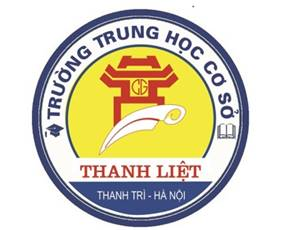 TRƯỜNG TRUNG HỌC CƠ SỞ
THANH LIỆT
THANH TRÌ - HÀ NỘI